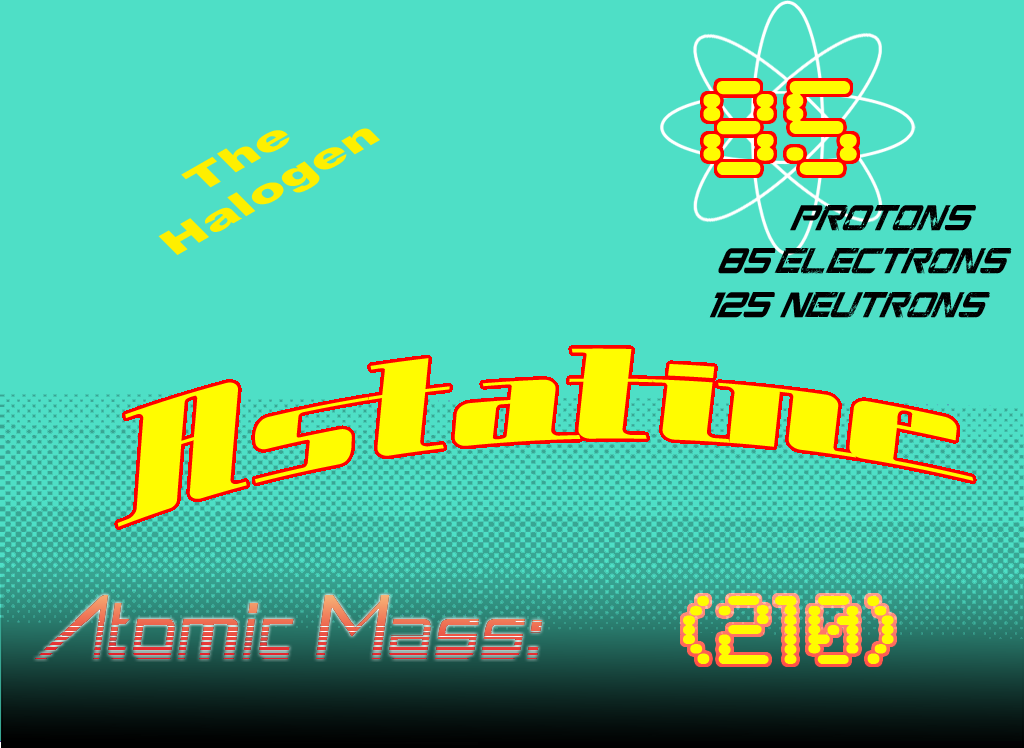 The
Halogen
85
PROTONS
85 ELECTRONS
125 NEUTRONS
Astatine
Atomic Mass: (210)